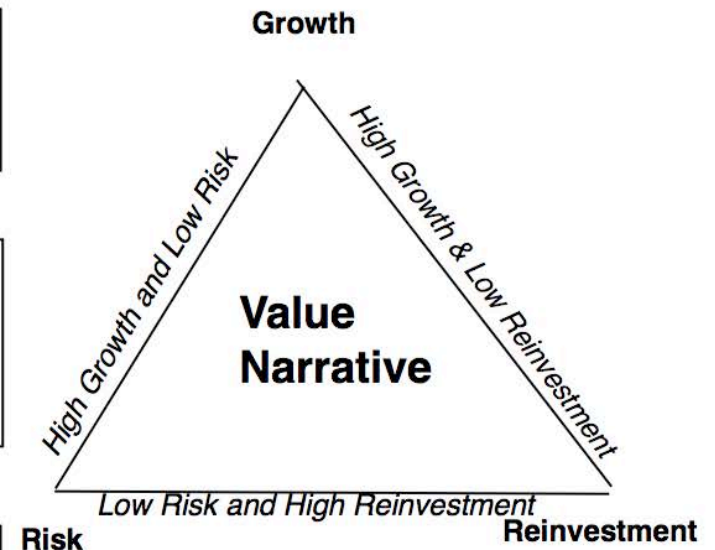 Growth
High Growth and Low Risk
High Growth & Low Reinvestment
Value
Narrative
Low Risk and High Reinvestment
Risk
Reinvestment